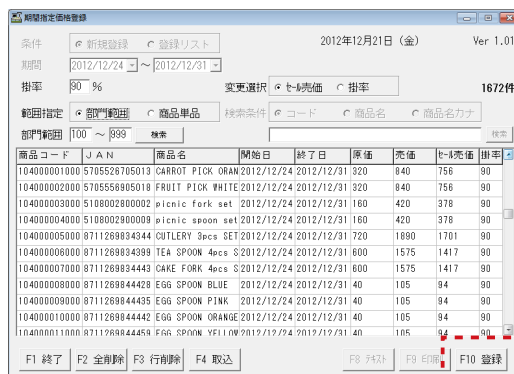 期間指定価格登録
2012年12月21日 (金) Ver 1.01
条件 新規登録 登録リスト
期間 2012/12/24 ～ 2012/12/31
掛率 90 % 変更選択 セール売価 掛率 1672件
範囲指定 部門範囲 商品単品 検索条件 コード 商品名 商品名カナ
部門範囲 100 ～ 999 検索 検索
商品コード JAN 商品名 開始日 終了日 原価 売価 セール売価 掛率
104000001000 5705526705013 CARROT PICK ORAN 2012/12/24 2012/12/31 320 840 756 90
104000002000 5705556905018 FRUIT PICK WHITE 2012/12/24 2012/12/31 320 840 756 90
104000003000 5108002800002 picnic fork set 2012/12/24 2012/12/31 160 420 378 90
104000004000 5108002900009 picnic spoon set 2012/12/24 2012/12/31 160 420 378 90
104000005000 8711269834344 CUTLERY 3pcs SET 2012/12/24 2012/12/31 720 1890 1701 90
104000006000 8711269834399 TEA SPOON 4pcs S 2012/12/24 2012/12/31 600 1575 1417 90
104000007000 8711269834443 CAKE FORK 4pcs S 2012/12/24 2012/12/31 600 1575 1417 90
104000008000 8711269844428 EGG SPOON BLUE 2012/12/24 2012/12/31 40 105 94 90
104000009000 8711269844435 EGG SPOON PINK 2012/12/24 2012/12/31 40 105 94 90
104000010000 8711269844442 EGG SPOON ORANGE 2012/12/24 2012/12/31 40 105 94 90
104000011000 8711269844459 EGG SPOON YELLOW 2012/12/24 2012/12/31 40 105 94 90
F1 終了 F2 全削除 F3 行削除 F4 取込 F8 テキスト F9 印刷 F10 登録